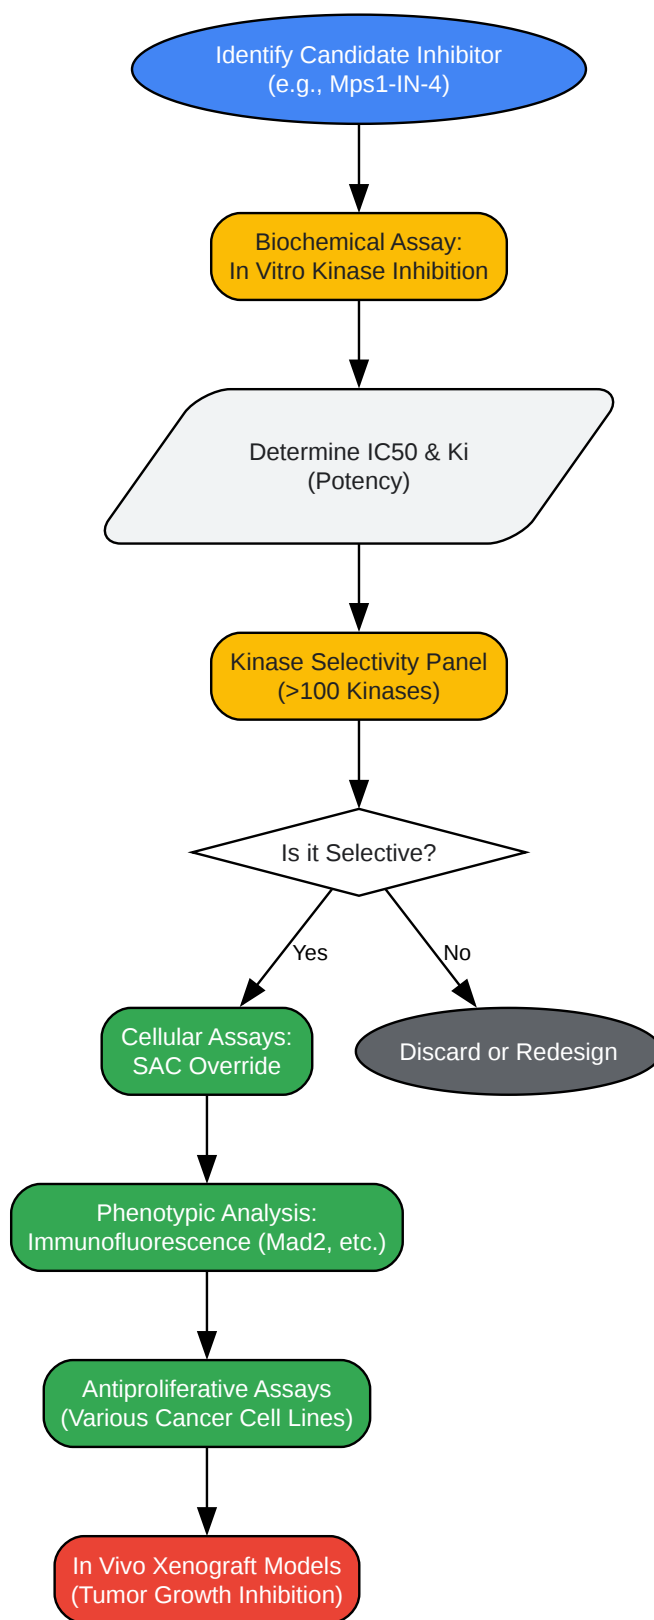 Identify Candidate Inhibitor
(e.g., Mps1-IN-4)
Biochemical Assay:
In Vitro Kinase Inhibition
Determine IC50 & Ki
(Potency)
Kinase Selectivity Panel
(>100 Kinases)
Is it Selective?
Yes
No
Cellular Assays:
SAC Override
Discard or Redesign
Phenotypic Analysis:
Immunofluorescence (Mad2, etc.)
Antiproliferative Assays
(Various Cancer Cell Lines)
In Vivo Xenograft Models
(Tumor Growth Inhibition)